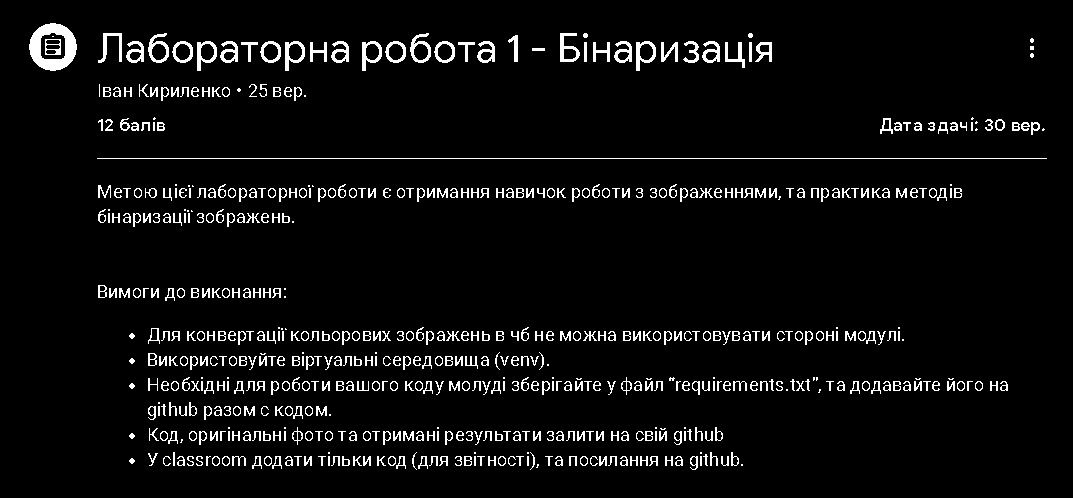 Лабораторна робота 1 - Бінаризація
Іван Кириленко • 25 вер.
12 балів
Дата здачі: 30 вер.
Метою цієї лабораторної роботи є отримання навичок роботи з зображеннями, та практика методів
бінаризації зображень.
Вимоги до виконання:
• Для конвертації кольорових зображень в чб не можна використовувати стороні модулі.
• Використовуйте віртуальні середовища (venv).
• Необхідні для роботи вашого коду молуді зберігайте у файл “requirements.txt”, та додавайте його на
github разом с кодом.
• Код, оригінальні фото та отримані результати залити на свій github
• У classroom додати тільки код (для звітності), та посилання на github.